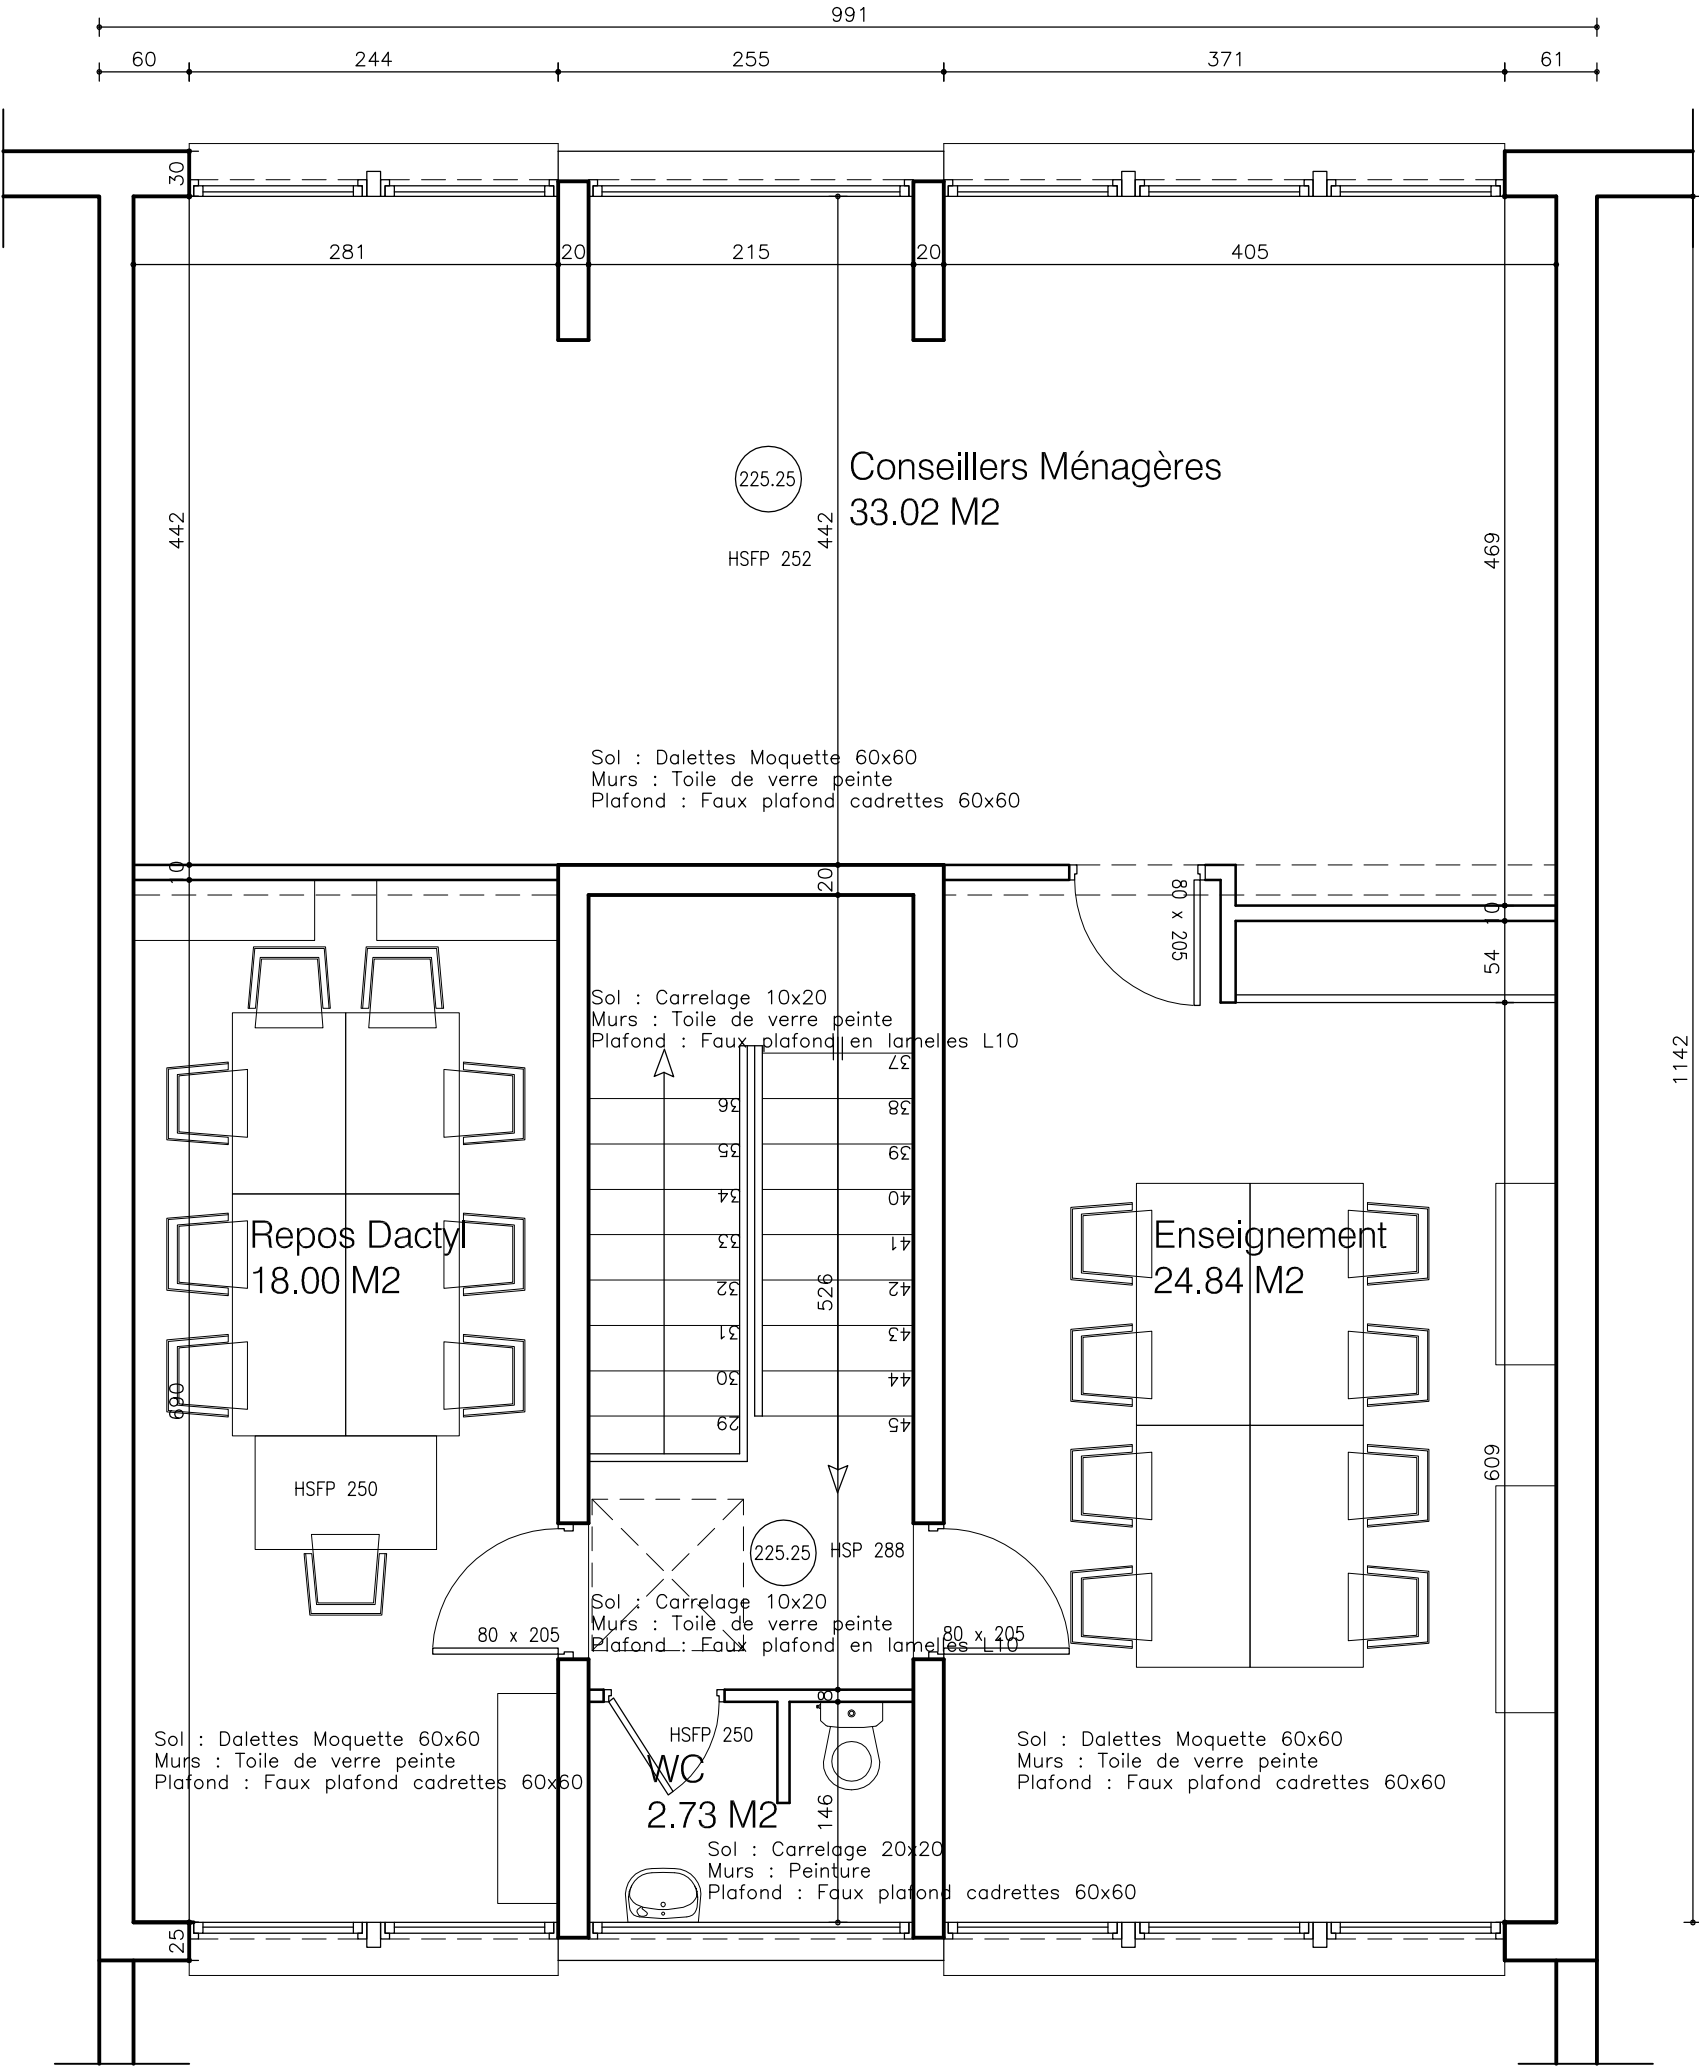 991
60
244
255
371
61
30
281
20
215
20
405
Conseillers Ménagères
33.02 M2
225.25
HSFP 252
442
442
469
Sol : Dalettes Moquette 60x60
Murs : Toile de verre peinte
Plafond : Faux plafond cadrettes 60x60
10
20
80 x 205
10
54
1142
Sol : Carrelage 10x20
Murs : Toile de verre peinte
Plafond : Faux plafond en lamelles L10
37
36
38
35
39
34
40
33
41
32
42
31
43
30
44
29
45
526
Repos Dactyl
18.00 M2
Enseignement
24.84 M2
690
609
HSFP 250
225.25
HSP 288
Sol : Carrelage 10x20
Murs : Toile de verre peinte
Plafond : Faux plafond en lamelles L10
80 x 205
80 x 205
8
HSFP 250
WC
2.73 M2
146
Sol : Dalettes Moquette 60x60
Murs : Toile de verre peinte
Plafond : Faux plafond cadrettes 60x60
Sol : Dalettes Moquette 60x60
Murs : Toile de verre peinte
Plafond : Faux plafond cadrettes 60x60
Sol : Carrelage 20x20
Murs : Peinture
Plafond : Faux plafond cadrettes 60x60
25